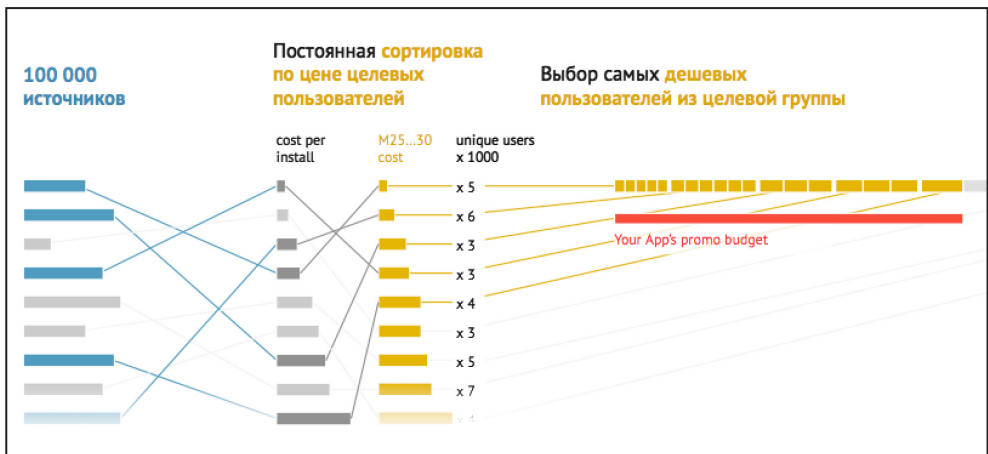 100 000
источников
Постоянная сортировка
по цене целевых
пользователей
Выбор самых дешевых
пользователей из целевой группы
cost per
install
M25...30
cost
unique users
x 1000
x 5
x 6
x 3
x 3
x 4
x 3
x 5
x 7
x 4
Your App's promo budget